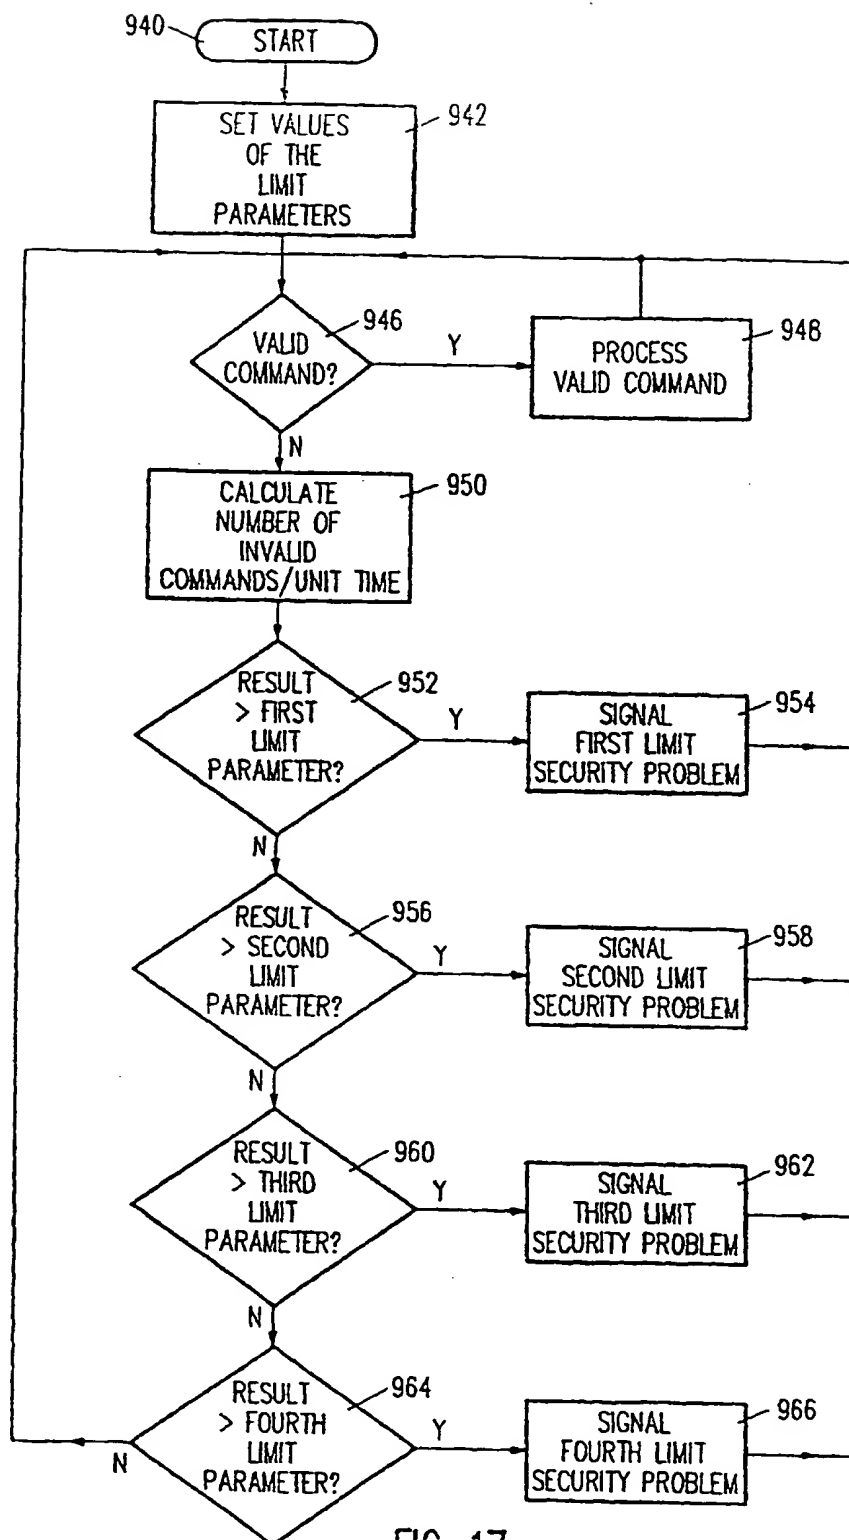 940
START
SET VALUES
OF THE
LIMIT
PARAMETERS
942
VALID
COMMAND?
946
Y
PROCESS
VALID COMMAND
948
N
CALCULATE
NUMBER OF
INVALID
COMMANDS/UNIT TIME
950
RESULT
> FIRST
LIMIT
PARAMETER?
952
Y
SIGNAL
FIRST LIMIT
SECURITY PROBLEM
954
N
RESULT
> SECOND
LIMIT
PARAMETER?
956
Y
SIGNAL
SECOND LIMIT
SECURITY PROBLEM
958
N
RESULT
> THIRD
LIMIT
PARAMETER?
960
Y
SIGNAL
THIRD LIMIT
SECURITY PROBLEM
962
N
RESULT
> FOURTH
LIMIT
PARAMETER?
964
Y
SIGNAL
FOURTH LIMIT
SECURITY PROBLEM
966
N
FIG. 17